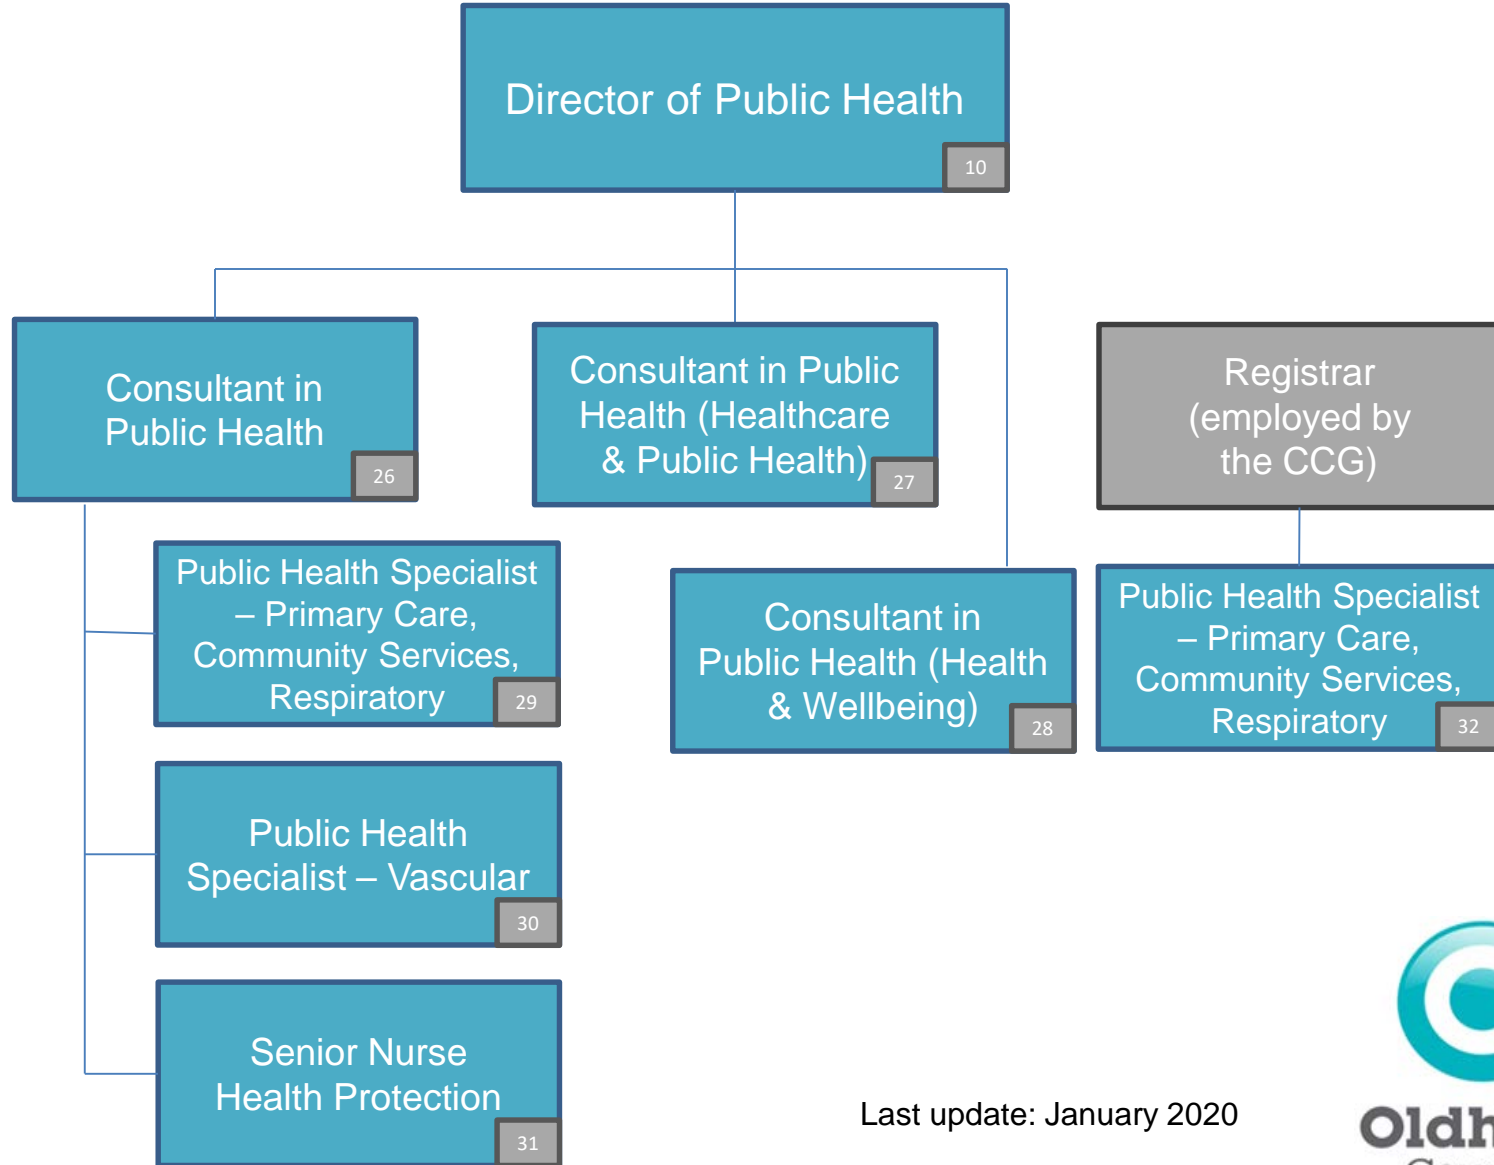 Director of Public Health
10
Consultant in
Public Health
26
Consultant in Public
Health (Healthcare
& Public Health)
27
Registrar
(employed by
the CCG)
Public Health Specialist
– Primary Care,
Community Services,
Respiratory
29
Consultant in
Public Health (Health
& Wellbeing)
28
Public Health Specialist
– Primary Care,
Community Services,
Respiratory
32
Public Health
Specialist – Vascular
30
Senior Nurse
Health Protection
31
Last update: January 2020